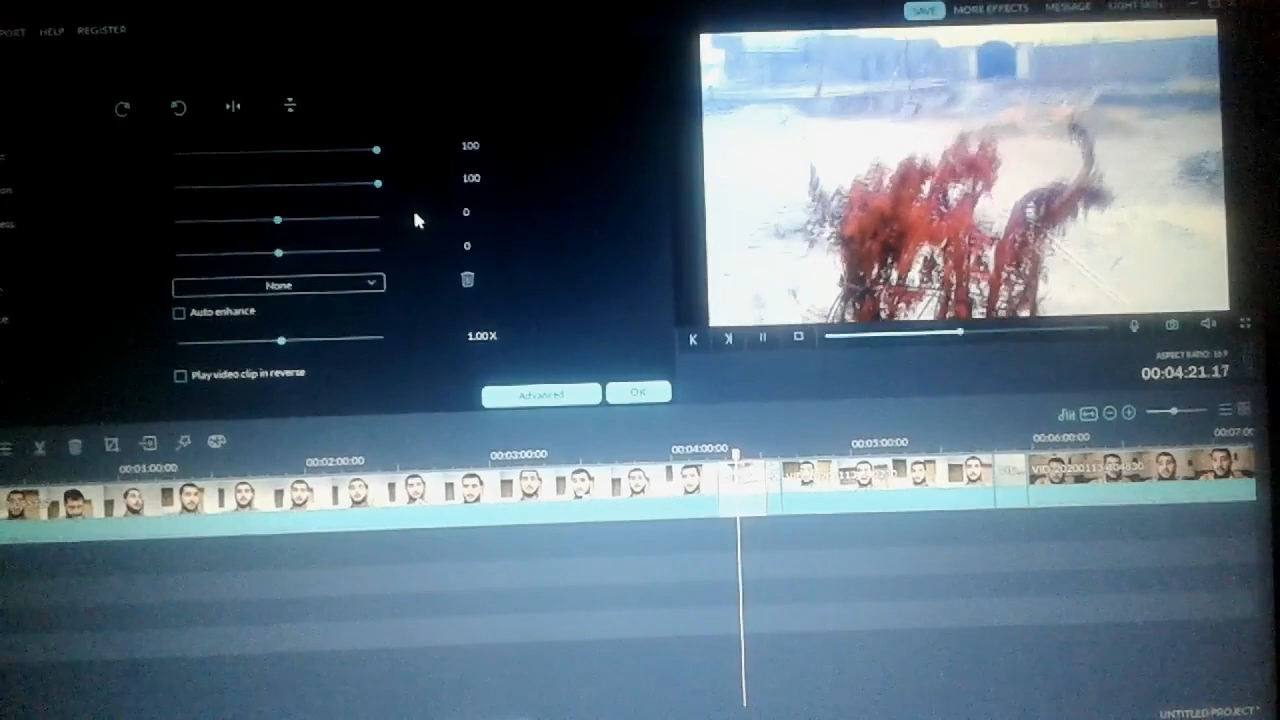 SAVE MORE EFFECTS MESSAGE LIGHT SKIN
PORT HELP REGISTER
100
100
0
0
None
Auto enhance
1.00 X
Play video clip in reverse
Advanced OK
ASPECT RATIO: 16:9
00:04:21.17
00:01:00:00 00:02:00:00 00:03:00:00 00:04:00:00 00:05:00:00 00:06:00:00 00:07:00
UNTITLED PROJECT*